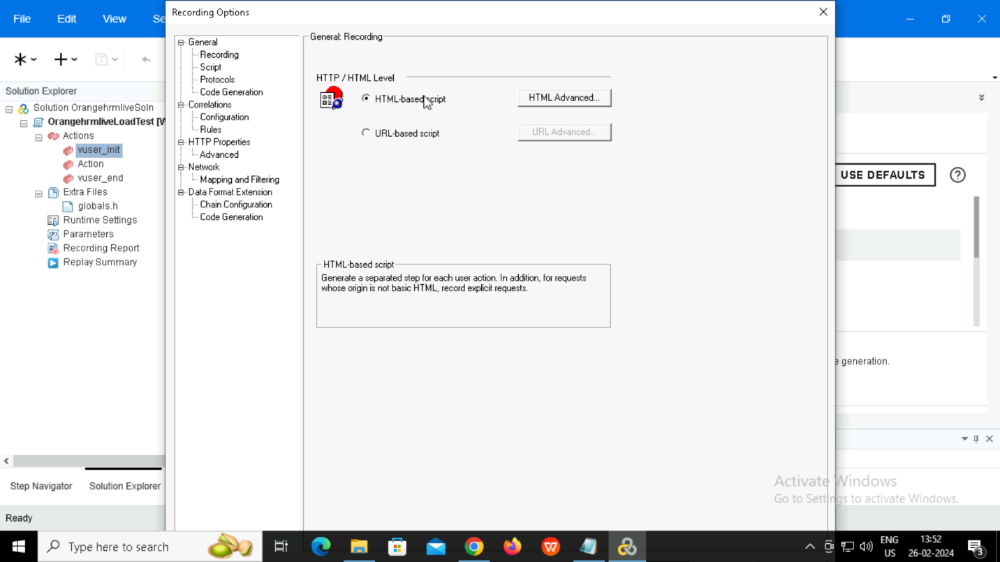 Recording Options
File Edit View Se
Solution Explorer
Solution OrangehrmliveSoln
OrangehrmliveLoadTest [W
Actions
vuser_init
Action
vuser_end
Extra Files
globals.h
Runtime Settings
Parameters
Recording Report
Replay Summary
Step Navigator Solution Explorer
Ready
General
Recording
Script
Protocols
Code Generation
Correlations
Configuration
Rules
HTTP Properties
Advanced
Network
Mapping and Filtering
Data Format Extension
Chain Configuration
Code Generation
General: Recording
HTTP / HTML Level
HTML-based script HTML Advanced...
URL-based script URL Advanced...
HTML-based script
Generate a separated step for each user action. In addition, for requests
whose origin is not basic HTML, record explicit requests.
USE DEFAULTS ?
e generation.
Activate Windows
Go to Settings to activate Windows.
Type here to search
ENG
US
13:52
26-02-2024
3